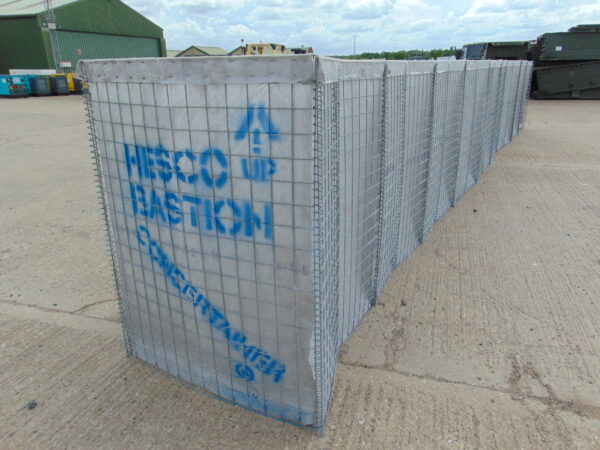 UP
HESCO
BASTION
CONCERTAINER